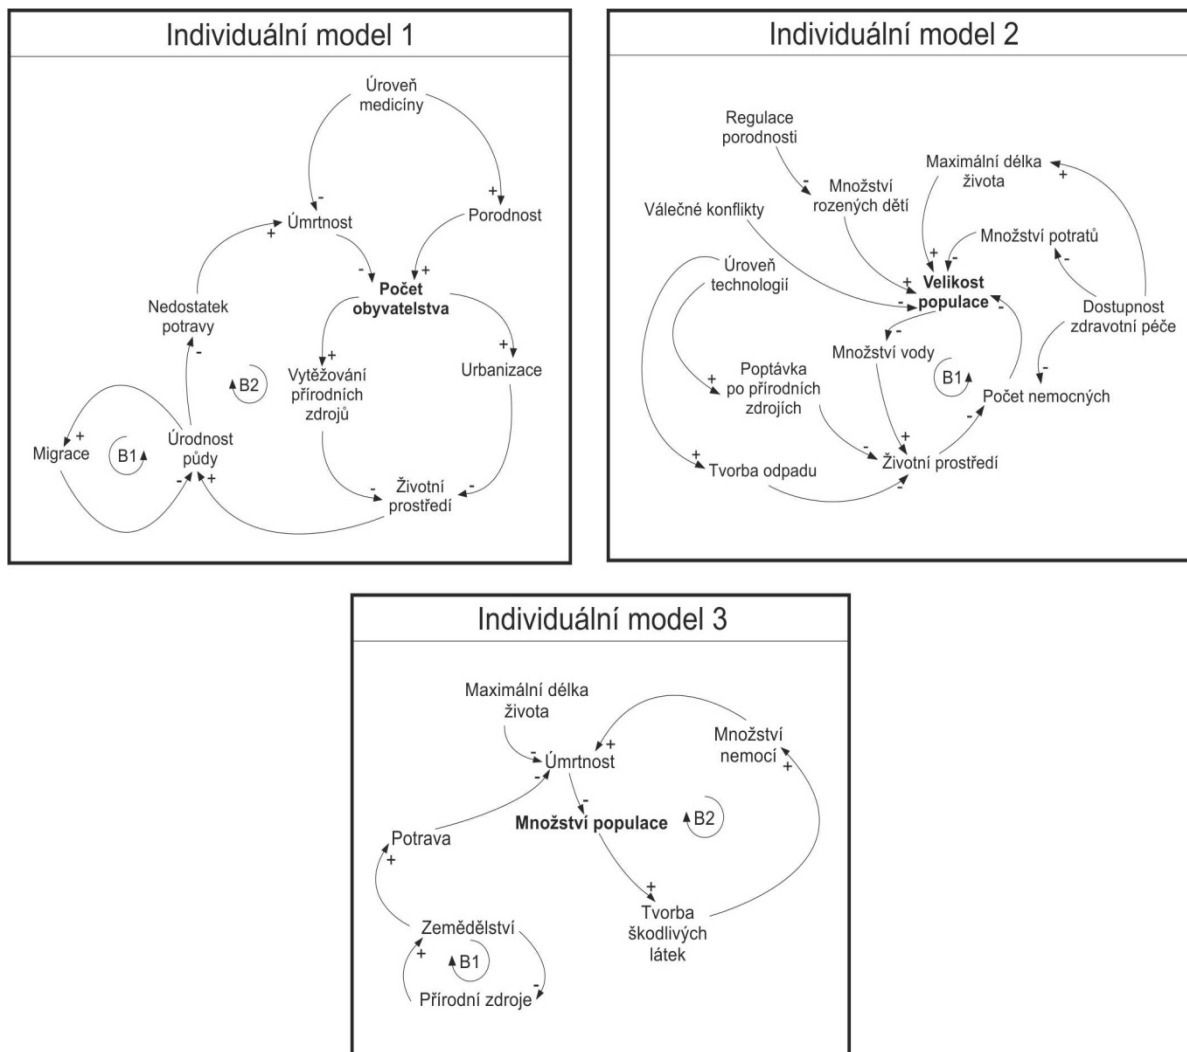 Individuální model 1
Úroveň
medicíny
-
+
Úmrtnost
Porodnost
+
-
+
Počet
obyvatelstva
Nedostatek
potravy
-
+
+
B2
Vytěžování
přírodních
zdrojů
Urbanizace
+
Migrace
B1
Úrodnost
půdy
-
+
-
-
Životní
prostředí
Individuální model 2
Regulace
porodnosti
-
Maximální délka
života
+
Množství
rozených dětí
Válečné konflikty
Množství potratů
+
-
-
Úroveň
technologií
+
-
Velikost
populace
-
Dostupnost
zdravotní péče
-
Množství vody
B1
-
+
Poptávka
po přírodních
zdrojích
Počet nemocných
-
-
+
+
Tvorba odpadu
Životní prostředí
-
Individuální model 3
Maximální délka
života
-
+
Množství
nemocí
Úmrtnost
-
+
-
Množství populace
B2
Potrava
+
+
Tvorba
škodlivých
látek
Zemědělství
+
B1
-
Přírodní zdroje